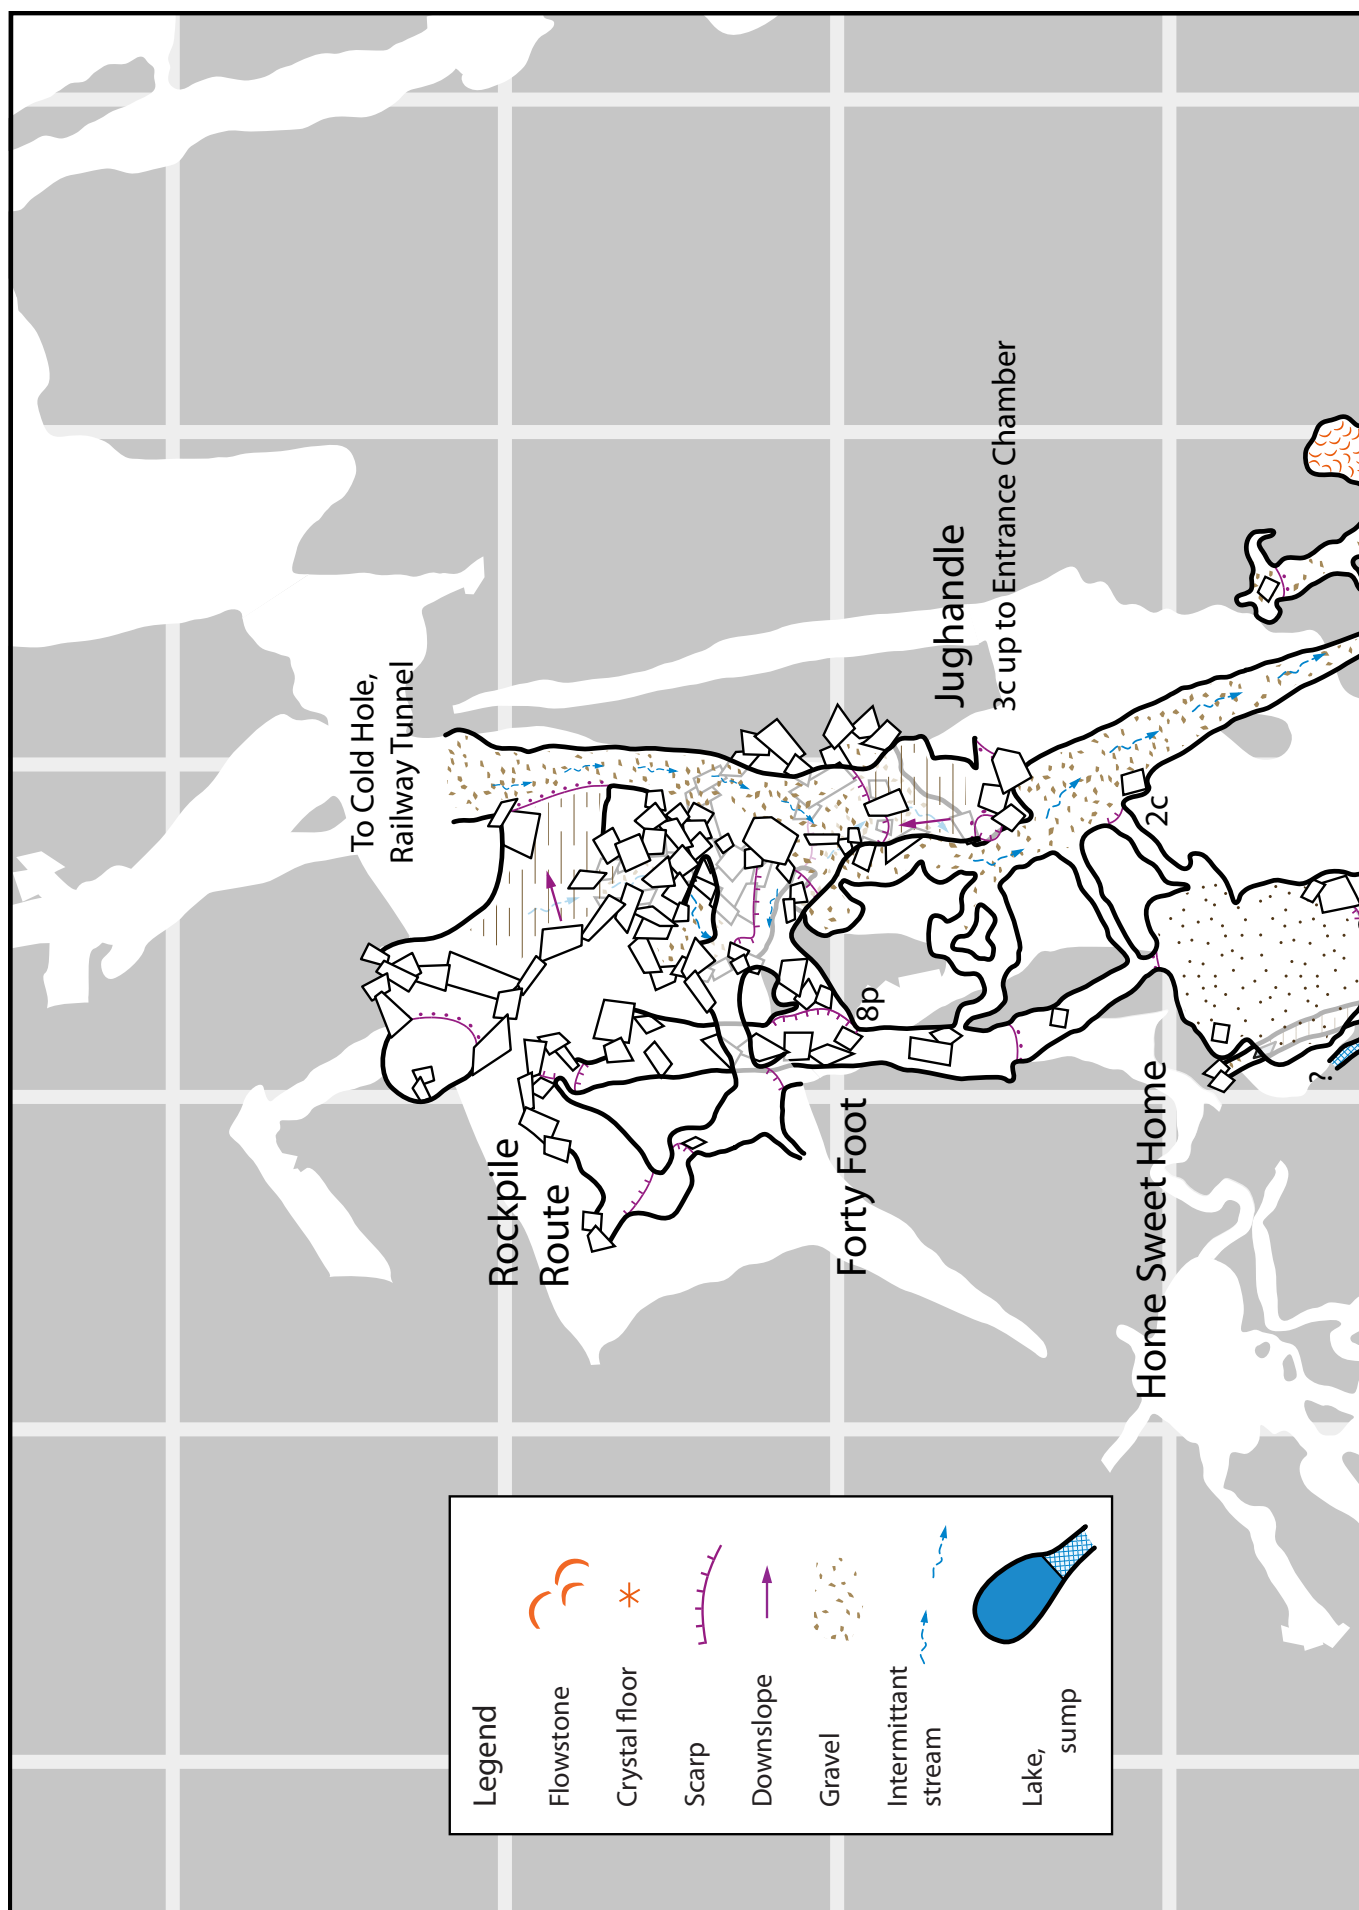 To Cold Hole,
Railway Tunnel
Jughandle
3c up to Entrance Chamber
2c
8p
?
Rockpile
Route
Forty Foot
Home Sweet Home
Legend
Flowstone
Crystal floor
Scarp
Downslope
Gravel
Intermittant
stream
Lake,
sump